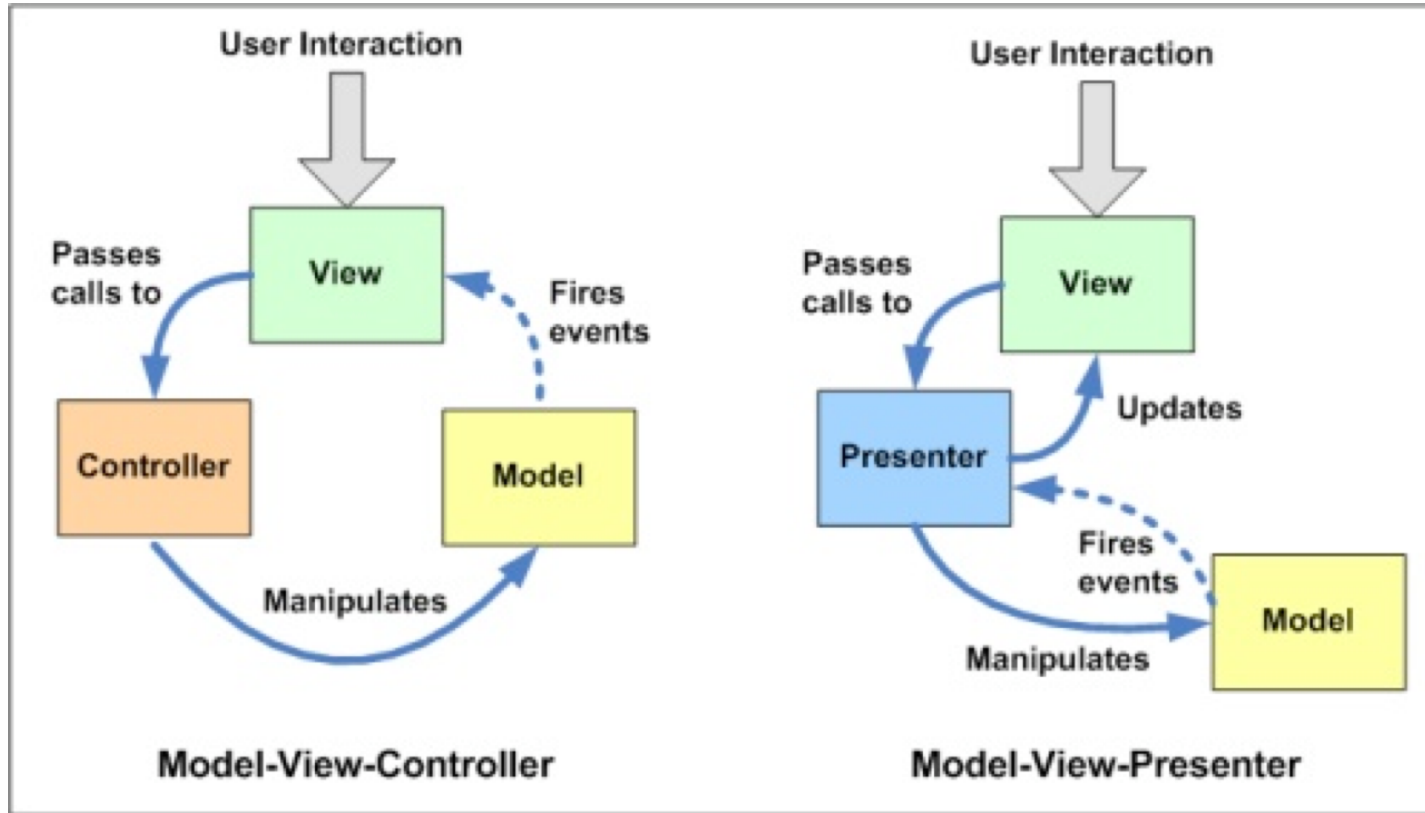 User Interaction
View
Passes
calls to
Fires
events
Controller
Model
Manipulates
Model-View-Controller
User Interaction
View
Passes
calls to
Updates
Presenter
Fires
events
Model
Manipulates
Model-View-Presenter